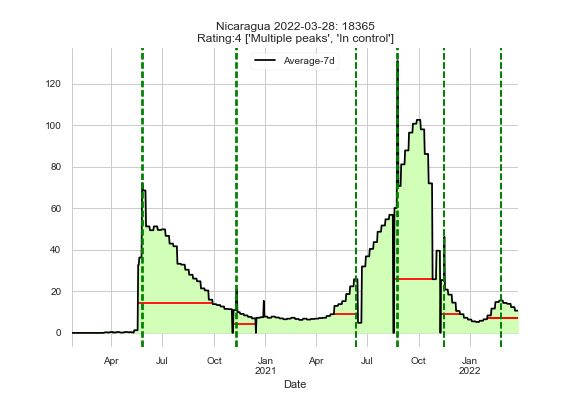 Nicaragua 2022-03-28: 18365
Rating:4 ['Multiple peaks', 'In control']
Average-7d
120
100
80
60
40
20
0
Apr Jul Oct Jan Apr Jul Oct Jan
2021 2022
Date